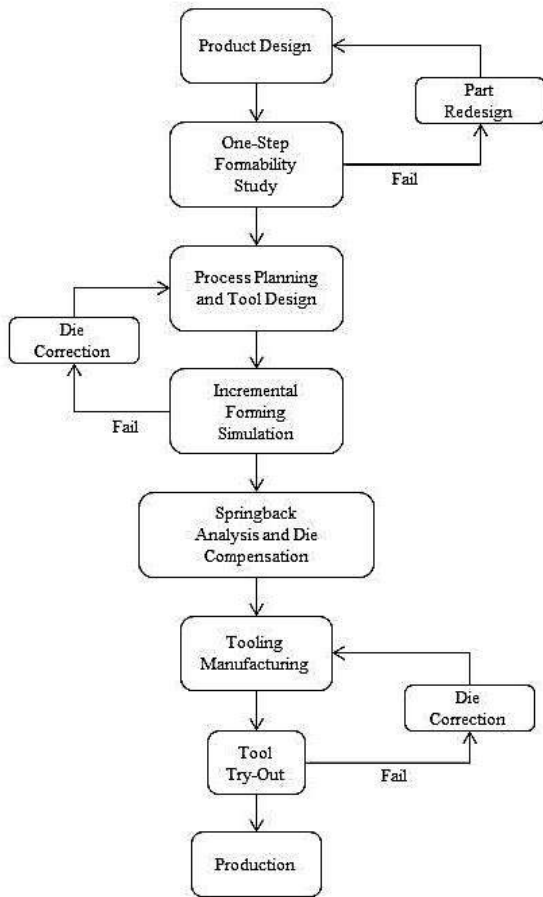 Product Design
Part
Redesign
One-Step
Formability
Study
Fail
Process Planning
and Tool Design
Die
Correction
Incremental
Forming
Simulation
Fail
Springback
Analysis and Die
Compensation
Tooling
Manufacturing
Die
Correction
Tool
Try-Out
Fail
Production